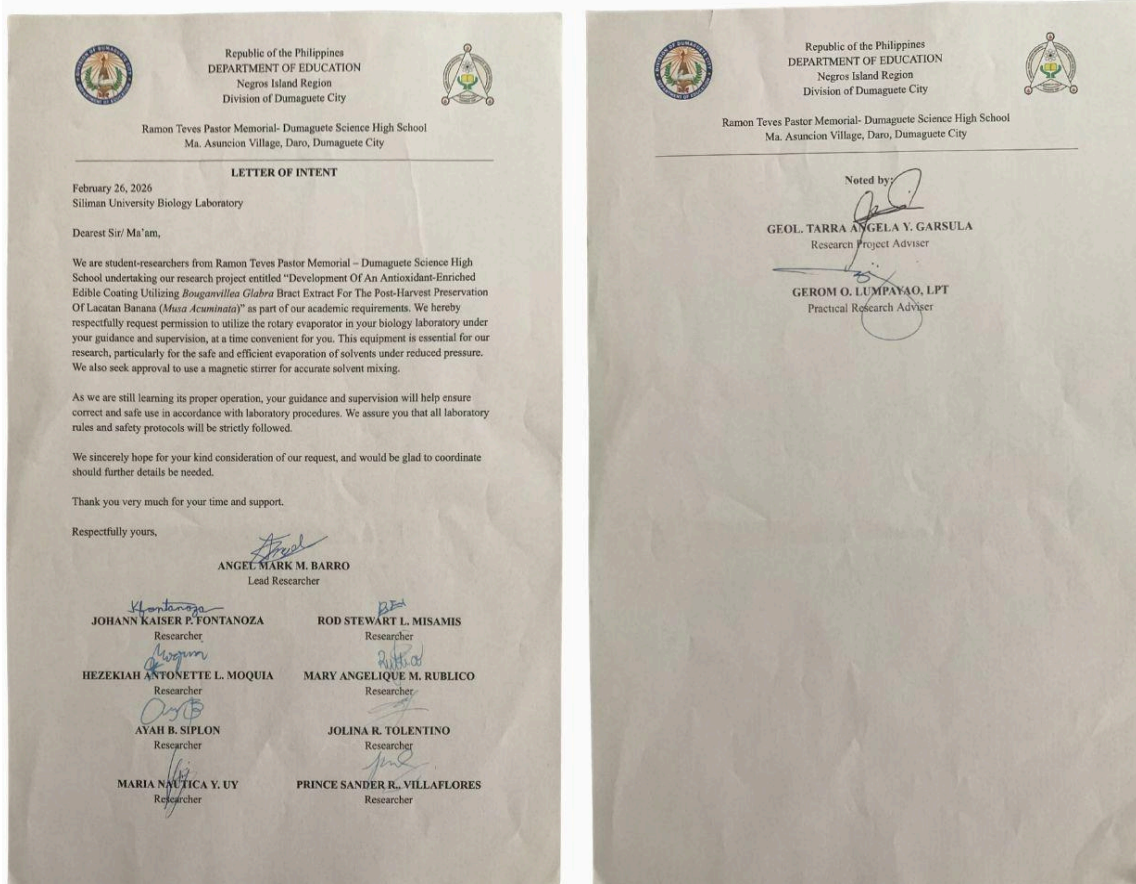 Republic of the Philippines
DEPARTMENT OF EDUCATION
Negros Island Region
Division of Dumaguete City
Ramon Teves Pastor Memorial- Dumaguete Science High School
Ma. Asuncion Village, Daro, Dumaguete City
LETTER OF INTENT
February 26, 2026
Siliman University Biology Laboratory
Dearest Sir/ Ma'am,
We are student-researchers from Ramon Teves Pastor Memorial – Dumaguete Science High
School undertaking our research project entitled “Development Of An Antioxidant-Enriched
Edible Coating Utilizing Bouganvillea Glabra Bract Extract For The Post-Harvest Preservation
Of Lacatan Banana (Musa Acuminata)” as part of our academic requirements. We hereby
respectfully request permission to utilize the rotary evaporator in your biology laboratory under
your guidance and supervision, at a time convenient for you. This equipment is essential for our
research, particularly for the safe and efficient evaporation of solvents under reduced pressure.
We also seek approval to use a magnetic stirrer for accurate solvent mixing.
As we are still learning its proper operation, your guidance and supervision will help ensure
correct and safe use in accordance with laboratory procedures. We assure you that all laboratory
rules and safety protocols will be strictly followed.
We sincerely hope for your kind consideration of our request, and would be glad to coordinate
should further details be needed.
Thank you very much for your time and support.
Respectfully yours,
Angel
ANGEL MARK M. BARRO
Lead Researcher
Kfontanoza
JOHANN KAISER P. FONTANOZA
Researcher
ROD STEWART L. MISAMIS
Researcher
HEZEKIAH ANTONETTE L. MOQUIA
Researcher
MARY ANGELIQUE M. RUBLICO
Researcher
AYAH B. SIPLON
Researcher
JOLINA R. TOLENTINO
Researcher
MARIA NAUTICA Y. UY
Researcher
PRINCE SANDER R.. VILLAFLORES
Researcher
Republic of the Philippines
DEPARTMENT OF EDUCATION
Negros Island Region
Division of Dumaguete City
Ramon Teves Pastor Memorial- Dumaguete Science High School
Ma. Asuncion Village, Daro, Dumaguete City
Noted by:
GEOL. TARRA ANGELA Y. GARSULA
Research Project Adviser
GEROM O. LUMPAYAO, LPT
Practical Research Adviser